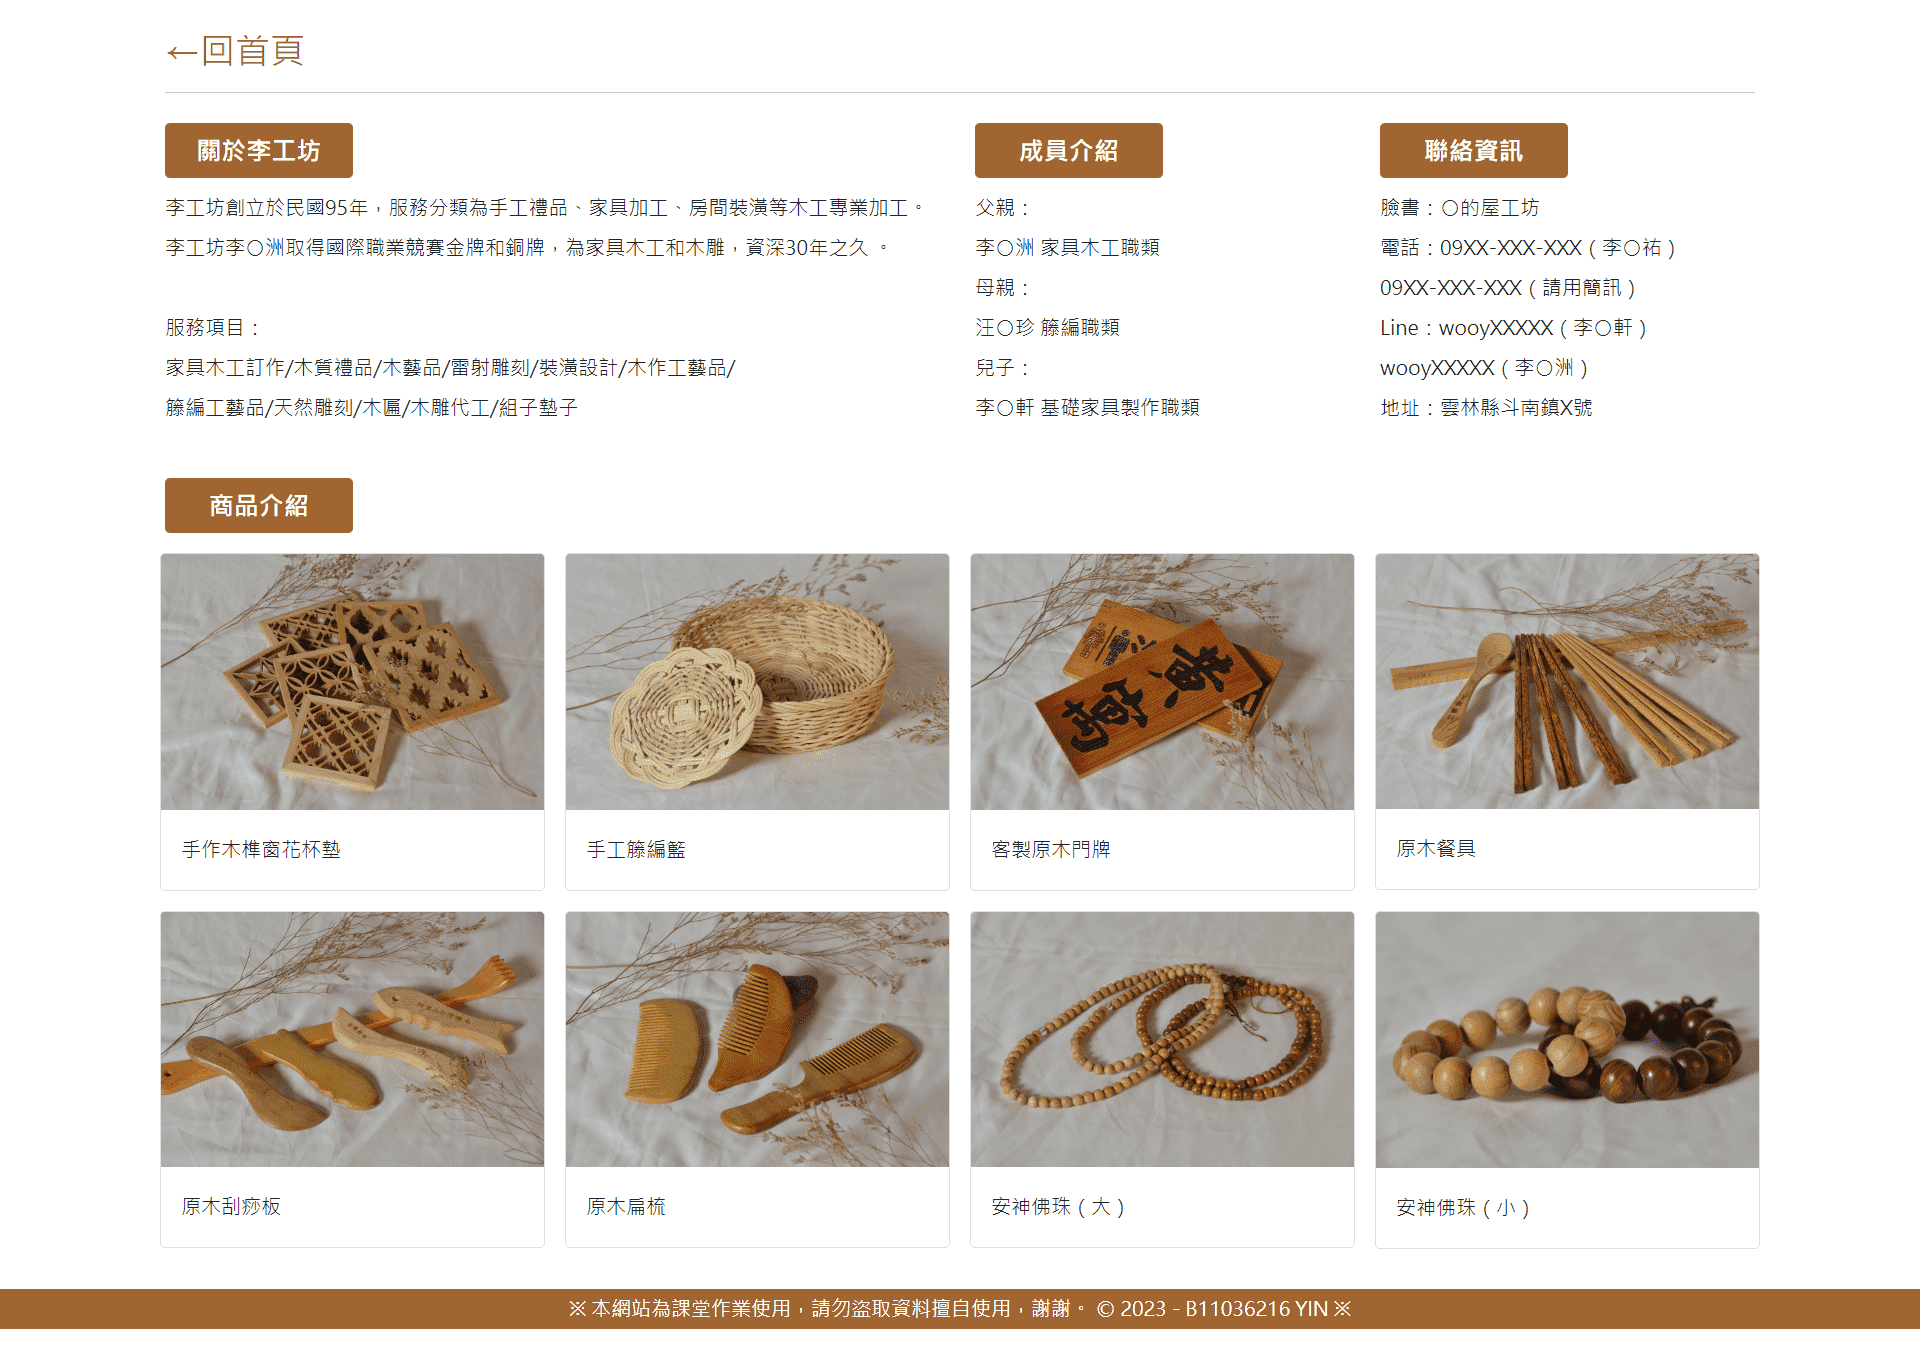 ←回首頁
關於李工坊
李工坊創立於民國95年，服務分類為手工禮品、家具加工、房間裝潢等木工專業加工。
李工坊李〇洲取得國際職業競賽金牌和銅牌，為家具木工和木雕，資深30年之久 。
服務項目：
家具木工訂作/木質禮品/木藝品/雷射雕刻/裝潢設計/木作工藝品/
籐編工藝品/天然雕刻/木匾/木雕代工/組子墊子
成員介紹
父親：
李〇洲 家具木工職類
母親：
汪〇珍 籐編職類
兒子：
李〇軒 基礎家具製作職類
聯絡資訊
臉書：〇的屋工坊
電話：09XX-XXX-XXX（李〇祐）
09XX-XXX-XXX（請用簡訊）
Line：wooyXXXXX（李〇軒）
wooyXXXXX（李〇洲）
地址：雲林縣斗南鎮X號
商品介紹
黃
萬
手作木榫窗花杯墊
手工籐編籃
客製原木門牌
原木餐具
原木刮痧板
原木扁梳
安神佛珠（大）
安神佛珠（小）
※ 本網站為課堂作業使用，請勿盜取資料擅自使用，謝謝。 © 2023 - B11036216 YIN ※